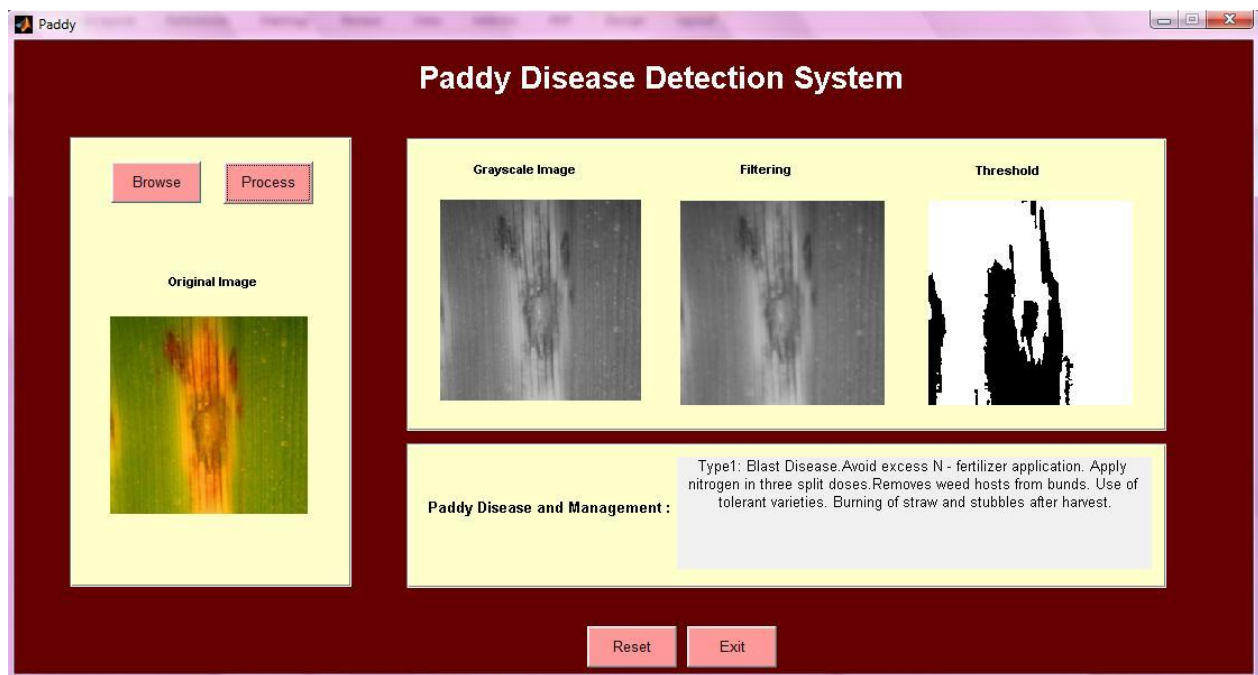 Paddy
Paddy Disease Detection System
Browse
Process
Original Image
Grayscale Image
Filtering
Threshold
Paddy Disease and Management :
Type1: Blast Disease.Avoid excess N - fertilizer application. Apply
nitrogen in three split doses.Removes weed hosts from bunds. Use of
tolerant varieties. Burning of straw and stubbles after harvest.
Reset
Exit